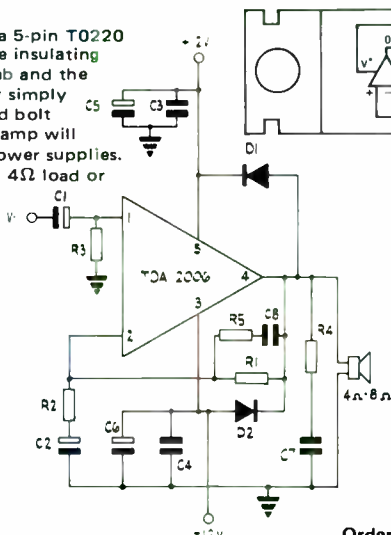 a 5-pin T0220
e insulating
ab and the
simply
d bolt
amp will
ower supplies.
4Ω load or
C5
C3
D1
C1
1
R3
5
4
TDA 2006
3
2
R5
C8
R4
R1
R2
4Ω-8Ω
C2
C6
C4
D2
C7
Order